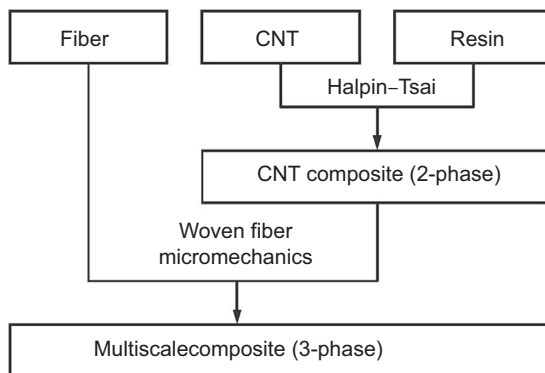 Fiber
CNT
Resin
Halpin–Tsai
CNT composite (2-phase)
Woven fiber
micromechanics
Multiscalecomposite (3-phase)